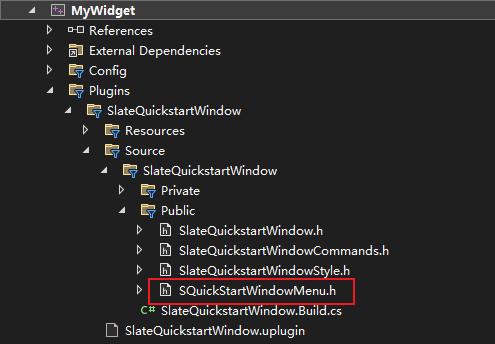 MyWidget
References
External Dependencies
Config
Plugins
SlateQuickstartWindow
Resources
Source
SlateQuickstartWindow
Private
Public
SlateQuickstartWindow.h
SlateQuickstartWindowCommands.h
SlateQuickstartWindowStyle.h
SQuickStartWindowMenu.h
C# SlateQuickstartWindow.Build.cs
SlateQuickstartWindow.uplugin